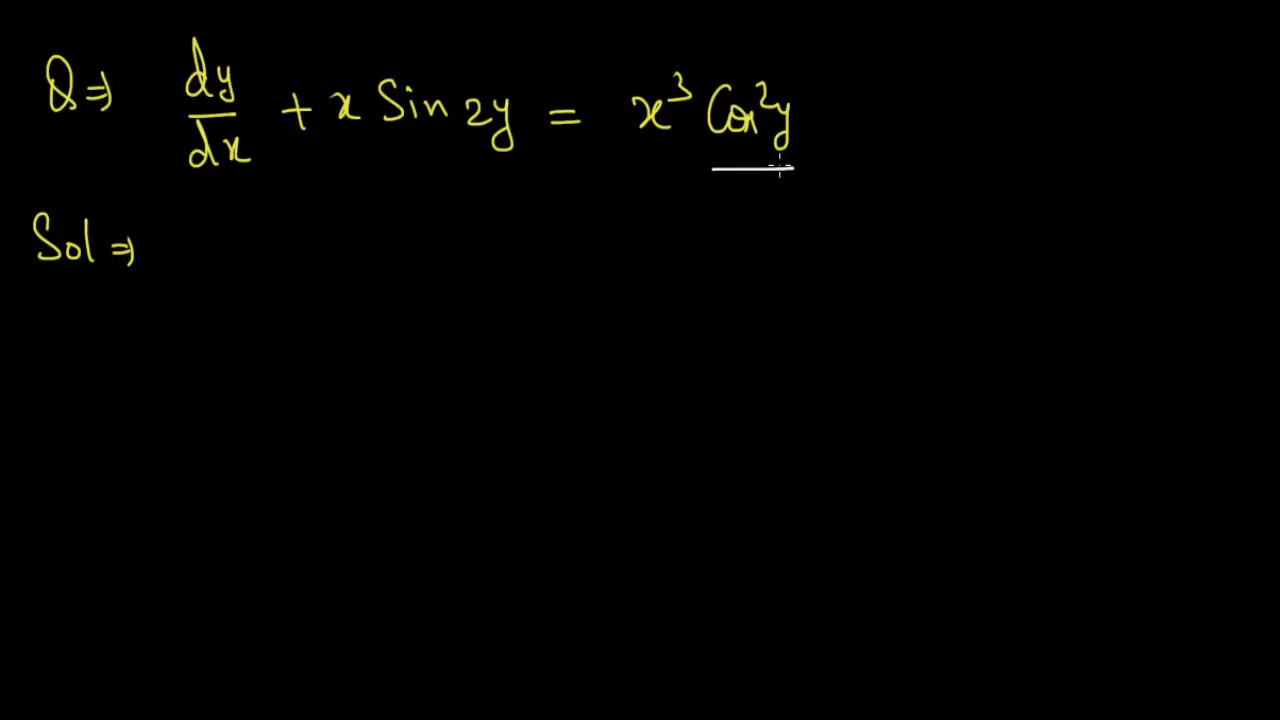 Q ⇒ dy/dx + x Sin 2y = x³ Cos²y
Sol ⇒